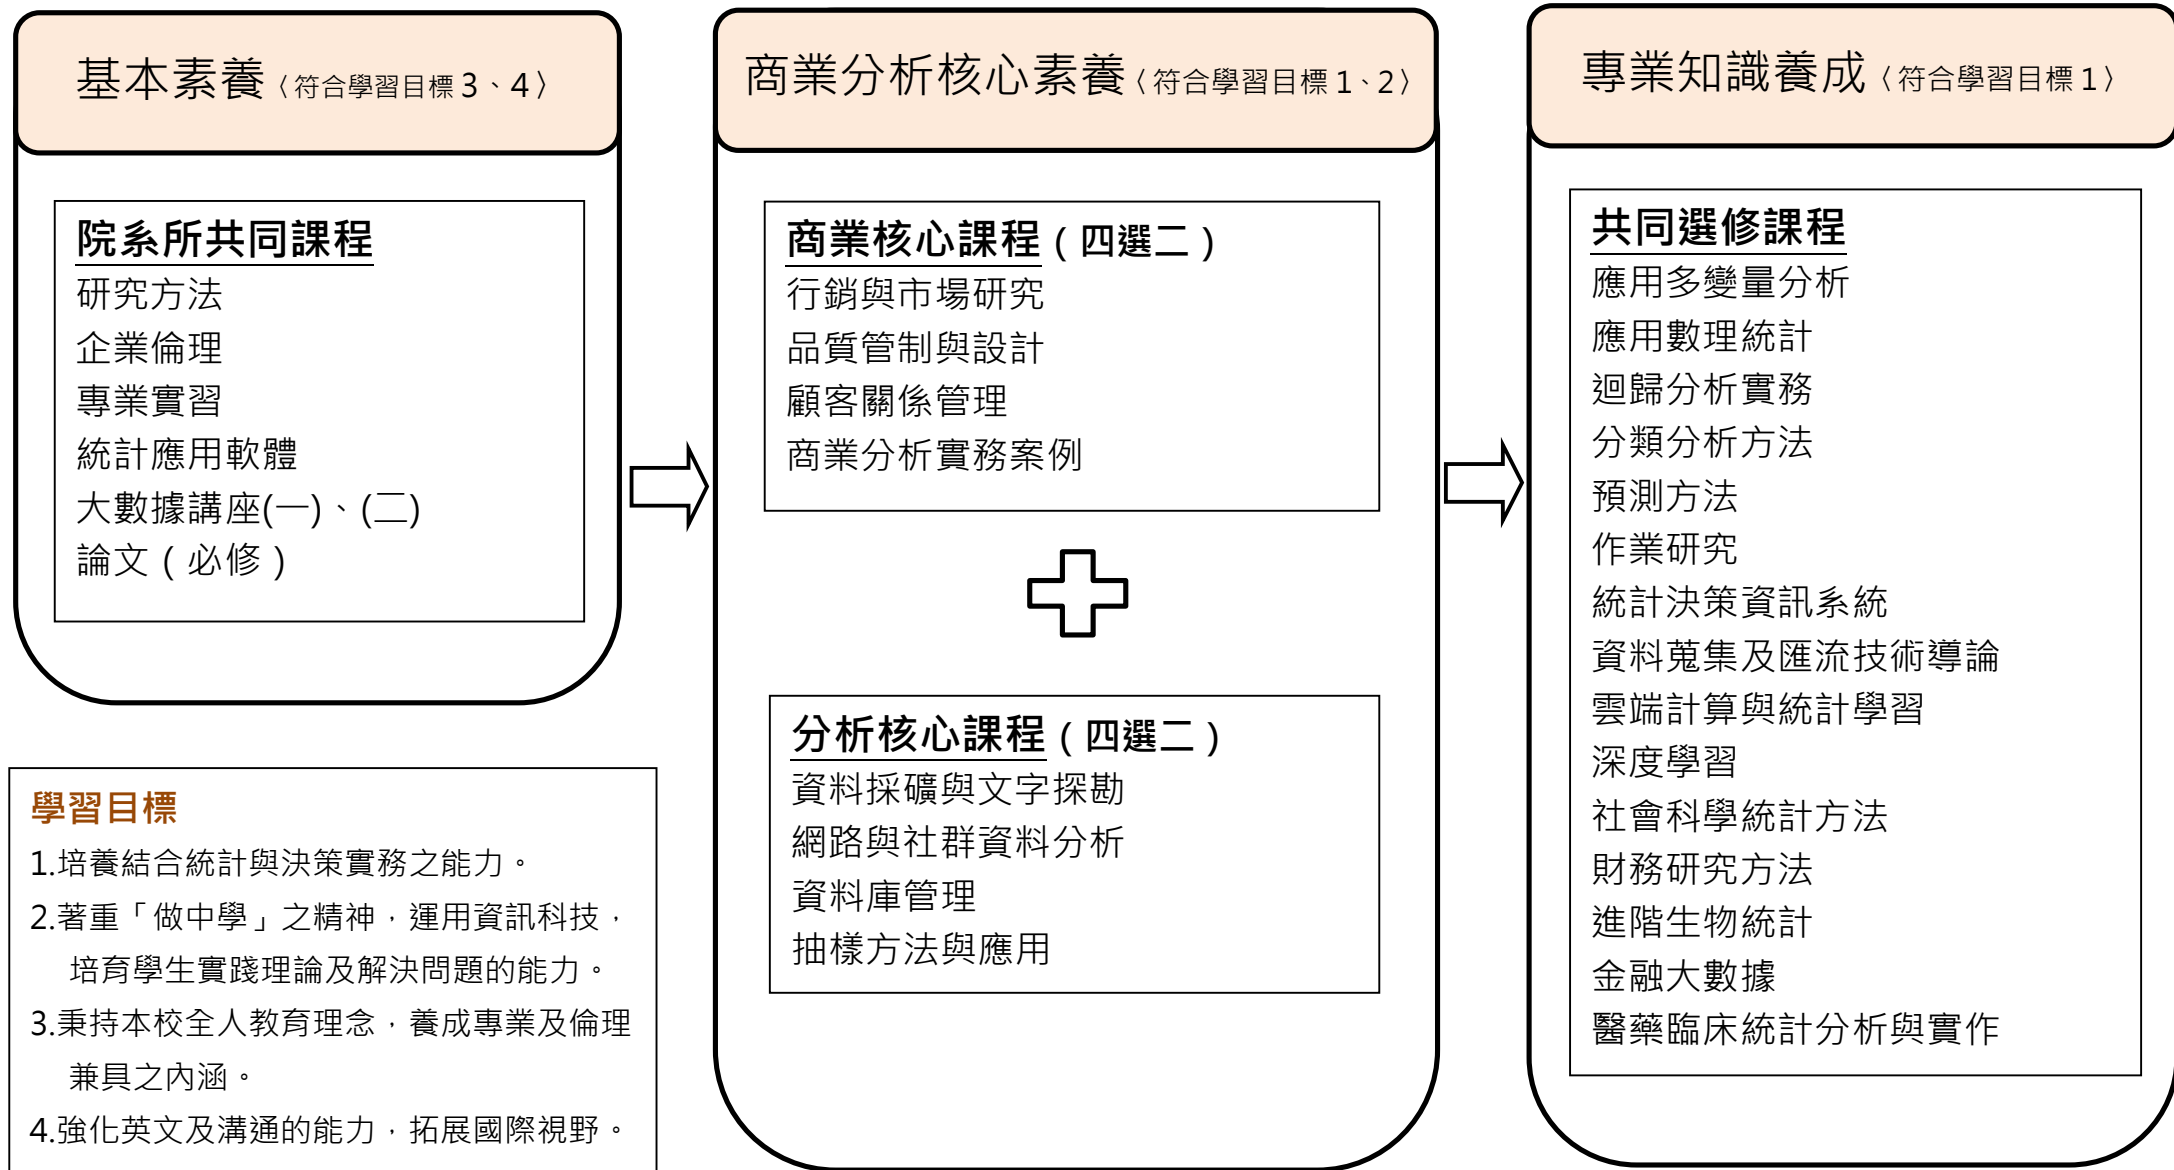 基本素養〈符合學習目標 3、4〉
院系所共同課程
研究方法
企業倫理
專業實習
統計應用軟體
大數據講座(一)、(二)
論文（必修）
學習目標
1.培養結合統計與決策實務之能力。
2.著重「做中學」之精神，運用資訊科技，
培育學生實踐理論及解決問題的能力。
3.秉持本校全人教育理念，養成專業及倫理
兼具之內涵。
4.強化英文及溝通的能力，拓展國際視野。
商業分析核心素養〈符合學習目標 1、2〉
商業核心課程（四選二）
行銷與市場研究
品質管制與設計
顧客關係管理
商業分析實務案例
分析核心課程（四選二）
資料採礦與文字探勘
網路與社群資料分析
資料庫管理
抽樣方法與應用
專業知識養成〈符合學習目標 1〉
共同選修課程
應用多變量分析
應用數理統計
迴歸分析實務
分類分析方法
預測方法
作業研究
統計決策資訊系統
資料蒐集及匯流技術導論
雲端計算與統計學習
深度學習
社會科學統計方法
財務研究方法
進階生物統計
金融大數據
醫藥臨床統計分析與實作